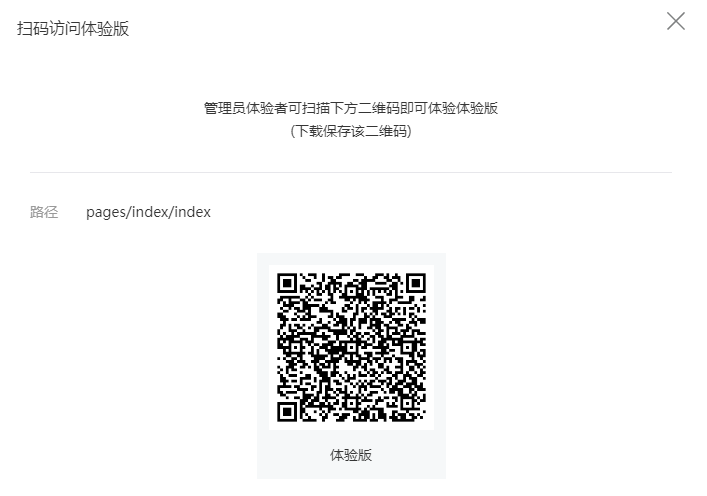 扫码访问体验版
管理员体验者可扫描下方二维码即可体验体验版
(下载保存该二维码)
路径 pages/index/index
体验版